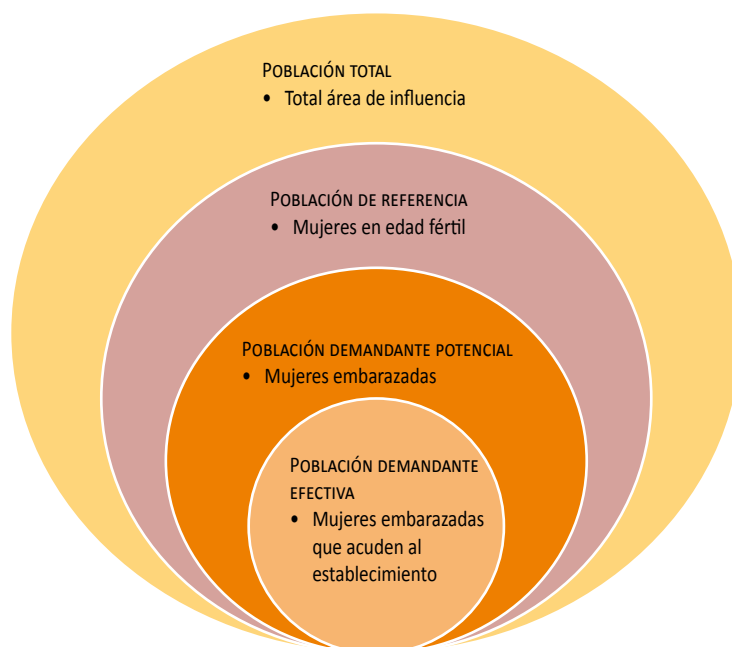 POBLACIÓN TOTAL
• Total área de influencia
POBLACIÓN DE REFERENCIA
• Mujeres en edad fértil
POBLACIÓN DEMANDANTE POTENCIAL
• Mujeres embarazadas
POBLACIÓN DEMANDANTE
EFECTIVA
• Mujeres embarazadas
que acuden al
establecimiento